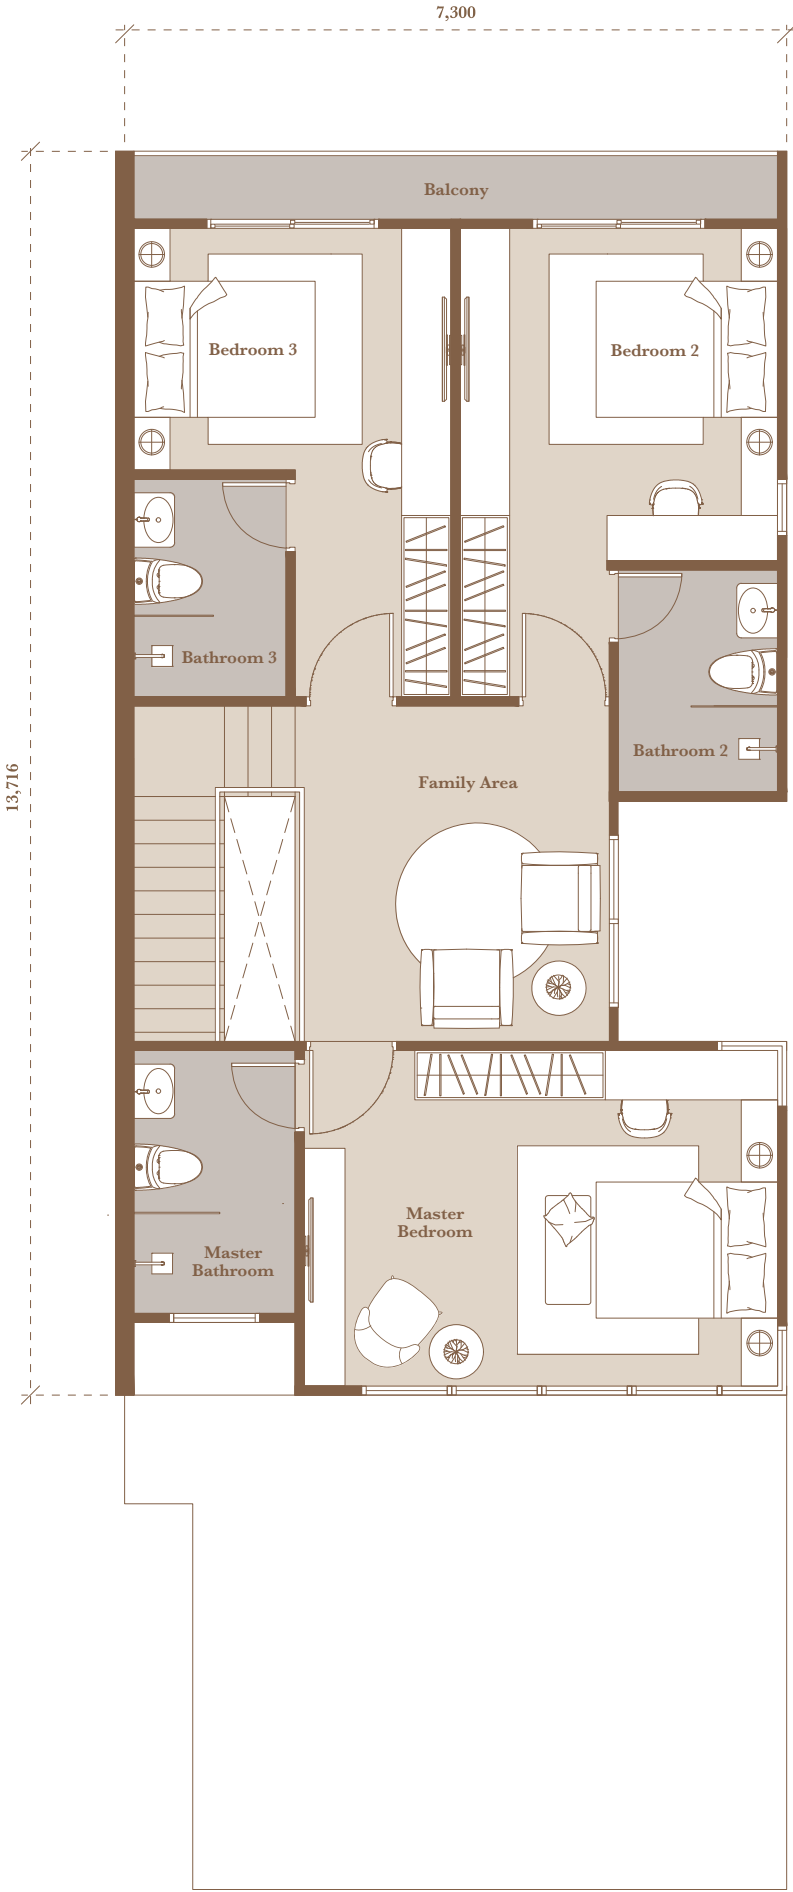 7,300
Balcony
Bedroom 3
Bedroom 2
Bathroom 3
Bathroom 2
Family Area
13,716
Master
Bedroom
Master
Bathroom